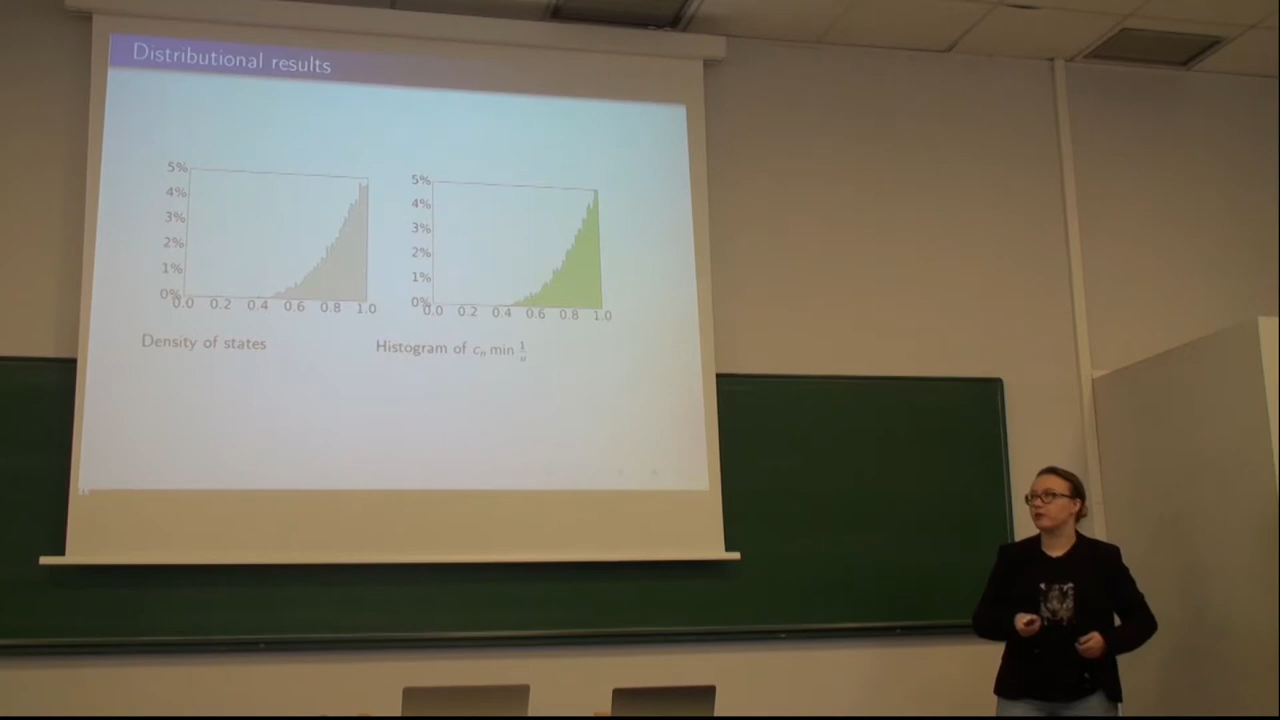 Distributional results
5%
4%
3%
2%
1%
0%
0.0 0.2 0.4 0.6 0.8 1.0
5%
4%
3%
2%
1%
0%
0.0 0.2 0.4 0.6 0.8 1.0
Density of states
Histogram of cₙ min 1/u